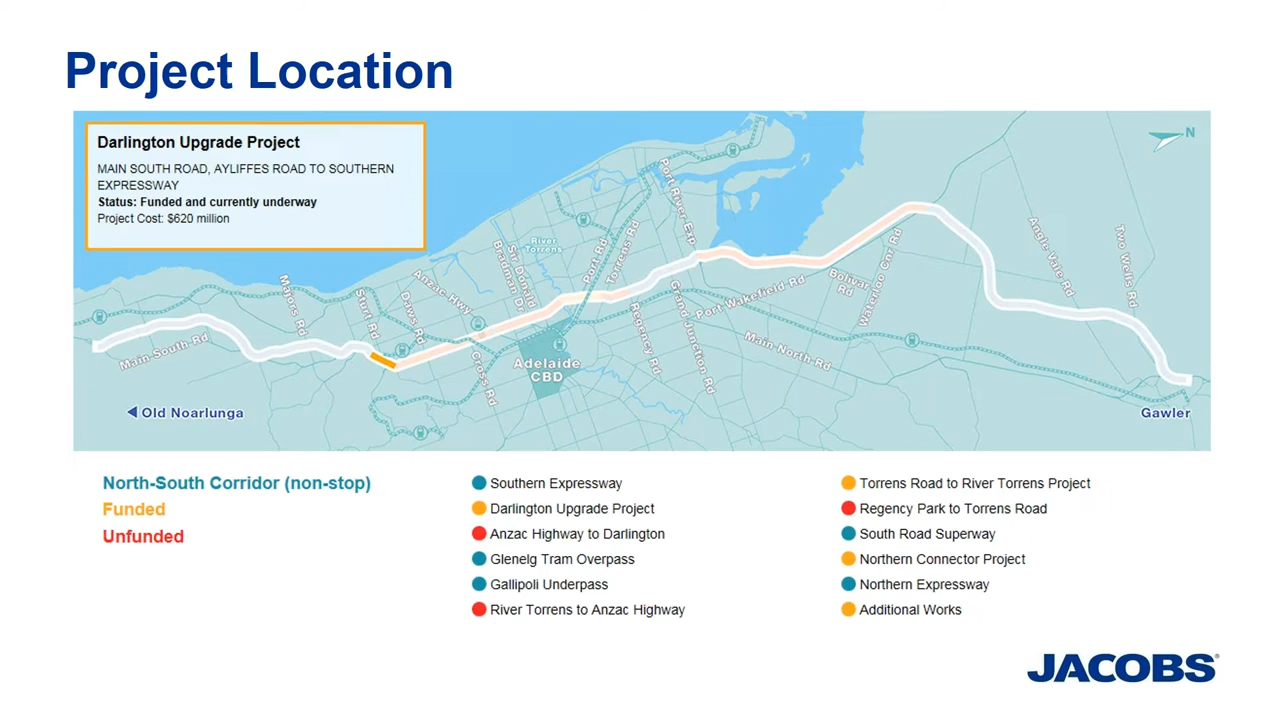 Project Location
Darlington Upgrade Project
MAIN SOUTH ROAD, AYLIFFES ROAD TO SOUTHERN
EXPRESSWAY
Status: Funded and currently underway
Project Cost: $620 million
N
Port River Exp
River
Torrens
Port Rd
Torrens Rd
Sir Donald
Bradman Dr
Anzac Hwy
Majors Rd
Sturt Rd
Daws Rd
Main South Rd
Cross Rd
Adelaide
CBD
Regency Rd
Grand Junction Rd
Port Wakefield Rd
Main North Rd
Bolivar
Rd
Waterloo Cnr Rd
Angle Vale Rd
Two Wells Rd
Old Noarlunga
Gawler
North-South Corridor (non-stop)
Funded
Unfunded
Southern Expressway
Darlington Upgrade Project
Anzac Highway to Darlington
Glenelg Tram Overpass
Gallipoli Underpass
River Torrens to Anzac Highway
Torrens Road to River Torrens Project
Regency Park to Torrens Road
South Road Superway
Northern Connector Project
Northern Expressway
Additional Works
JACOBS®